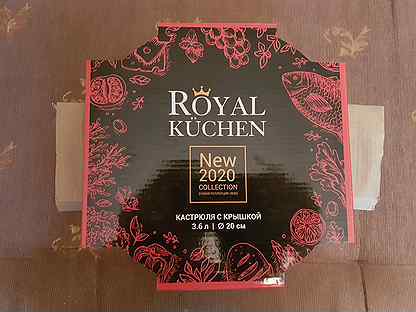 ROYAL
KÜCHEN
New
2020
COLLECTION
КАСТРЮЛЯ С КРЫШКОЙ
3.6 л | Ø 20 см